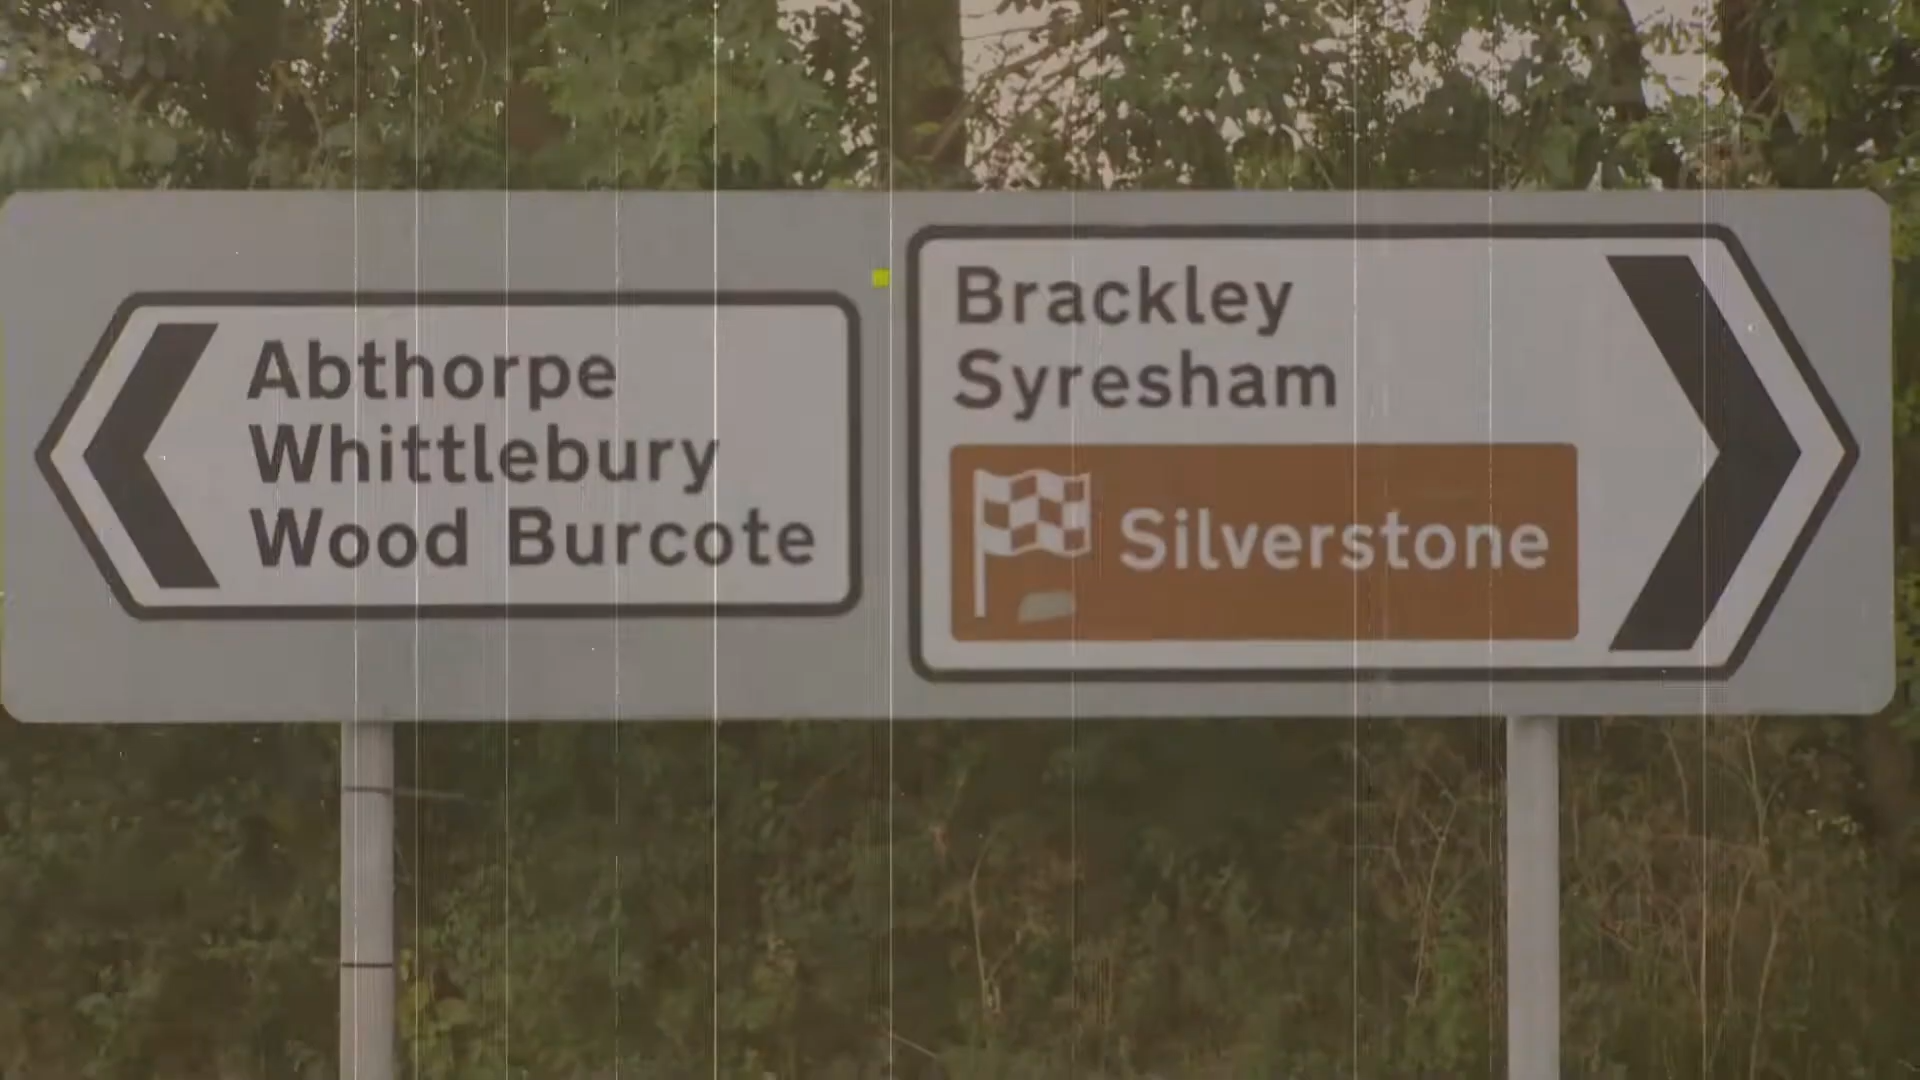 Abthorpe
Whittlebury
Wood Burcote
Brackley
Syresham
Silverstone